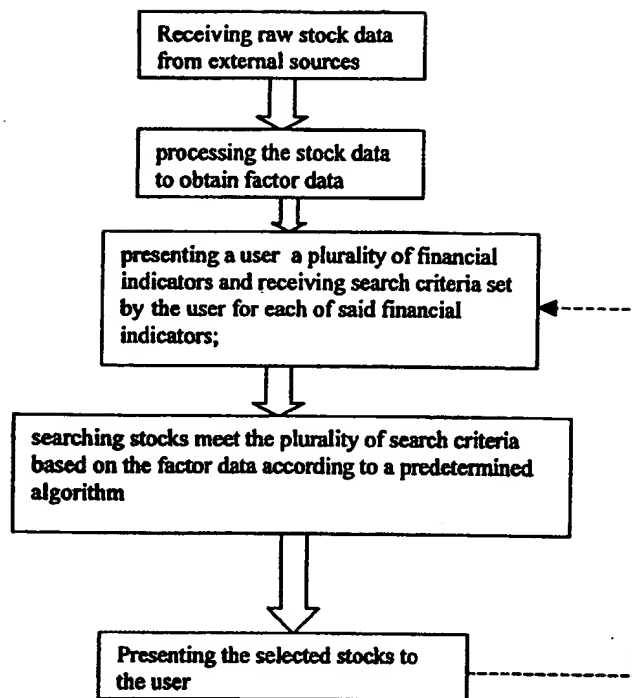 Receiving raw stock data
from external sources
processing the stock data
to obtain factor data
presenting a user a plurality of financial
indicators and receiving search criteria set
by the user for each of said financial
indicators;
searching stocks meet the plurality of search criteria
based on the factor data according to a predetermined
algorithm
Presenting the selected stocks to
the user